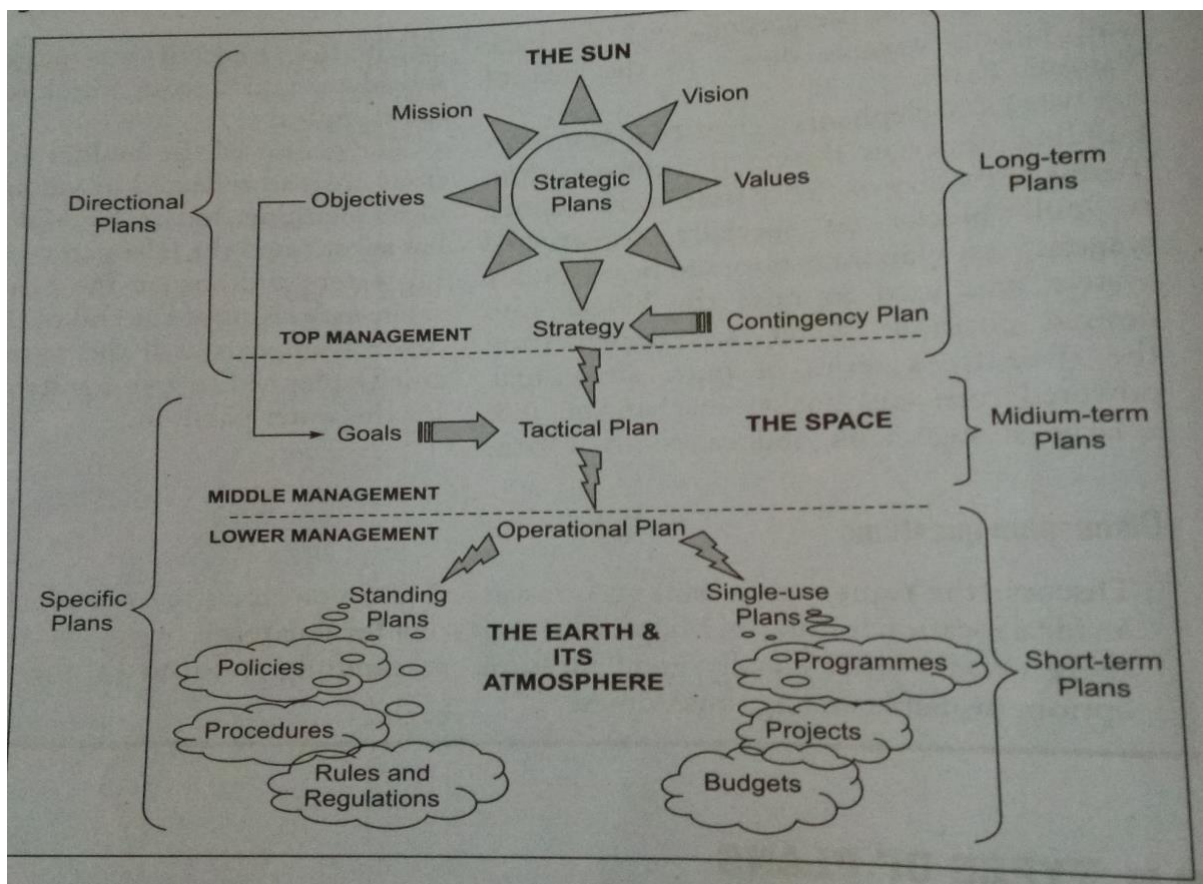 THE SUN
Mission
Vision
Directional
Plans
Objectives
Strategic
Plans
Values
Long-term
Plans
Strategy
Contingency Plan
TOP MANAGEMENT
Goals
Tactical Plan
THE SPACE
Midium-term
Plans
MIDDLE MANAGEMENT
LOWER MANAGEMENT
Operational Plan
Specific
Plans
Standing
Plans
Single-use
Plans
THE EARTH &
ITS
ATMOSPHERE
Policies
Programmes
Procedures
Projects
Rules and
Regulations
Budgets
Short-term
Plans